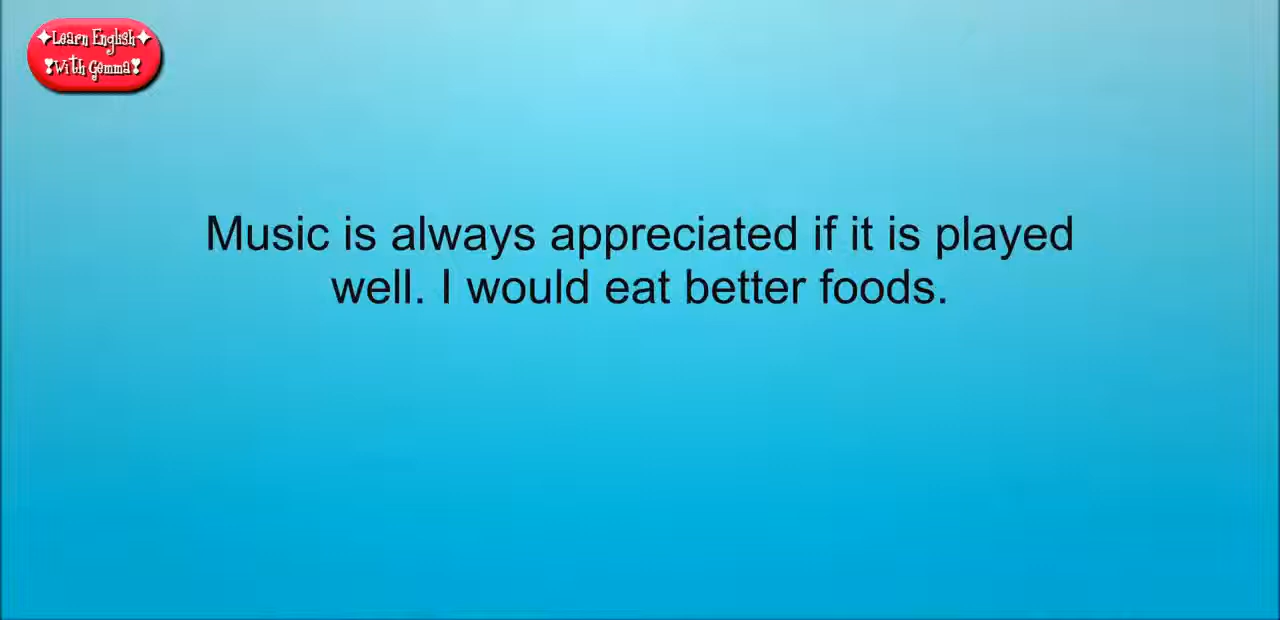 Learn English
With Gemma
Music is always appreciated if it is played
well. I would eat better foods.